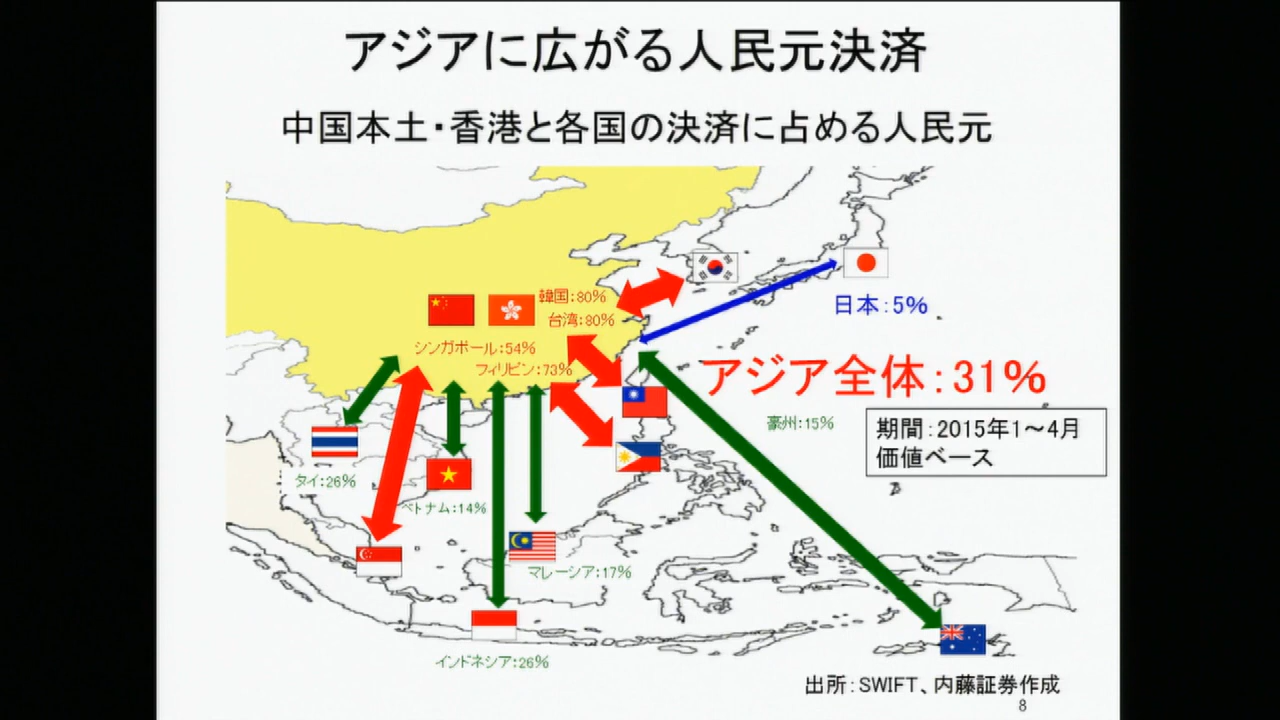 アジアに広がる人民元決済
中国本土・香港と各国の決済に占める人民元
韓国:80%
台湾:80%
日本:5%
シンガポール:54%
フィリピン:73%
アジア全体:31%
豪州:15%
期間:2015年1～4月
価値ベース
タイ:26%
ベトナム:14%
マレーシア:17%
インドネシア:26%
出所:SWIFT、内藤証券作成
8